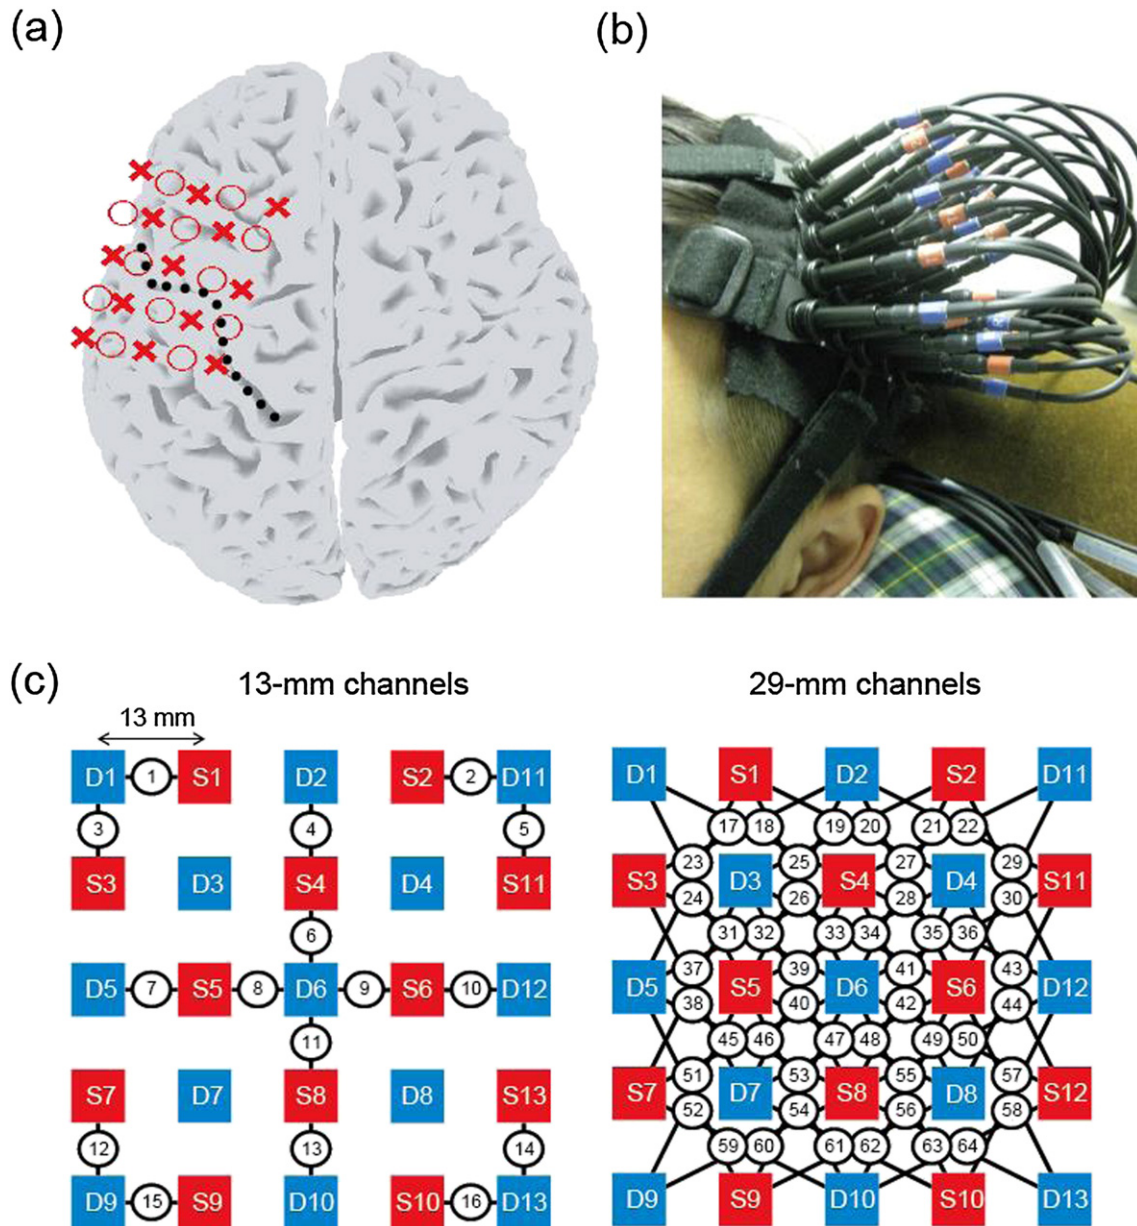 (a)
(b)
(c)
13-mm channels
29-mm channels
13 mm
D1 1 S1 D2 S2 2 D11
3 4 5
S3 D3 S4 D4 S11
6
D5 7 S5 8 D6 9 S6 10 D12
11
S7 D7 S8 D8 S13
12 13 14
D9 15 S9 D10 S10 16 D13
D1 S1 D2 S2 D11
17 18 19 20 21 22
23 25 27 29
S3 D3 S4 D4 S11
24 26 28 30
31 32 33 34 35 36
37 39 41 43
D5 S5 D6 S6 D12
38 40 42 44
45 46 47 48 49 50
51 53 55 57
S7 D7 S8 D8 S12
52 54 56 58
59 60 61 62 63 64
D9 S9 D10 S10 D13